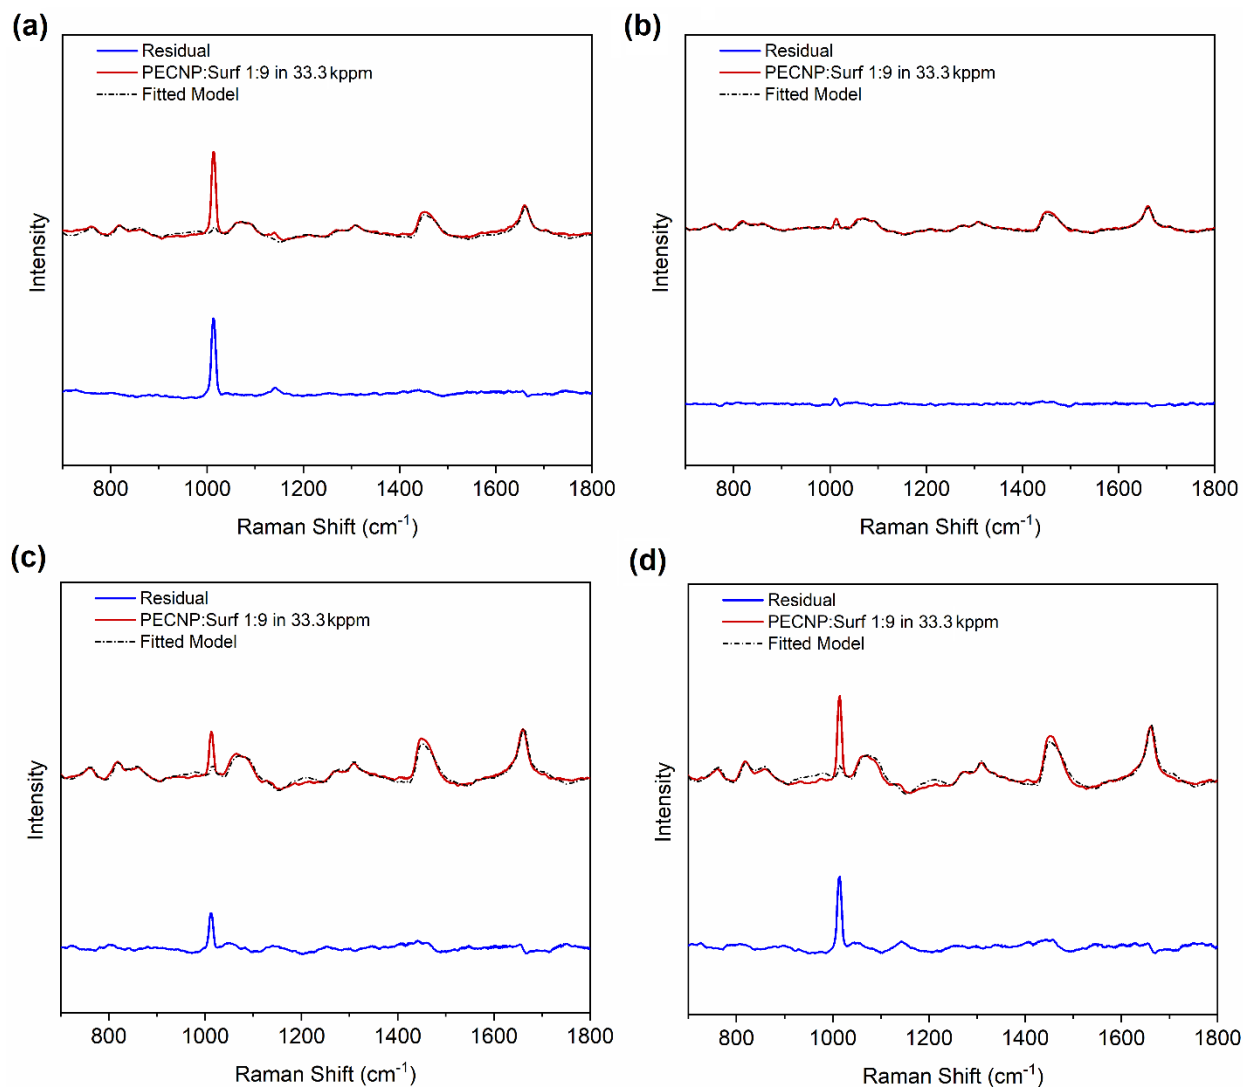 (a)
Residual
PECNP:Surf 1:9 in 33.3 kppm
Fitted Model
Intensity
800 1000 1200 1400 1600 1800
Raman Shift (cm⁻¹)
(b)
Residual
PECNP:Surf 1:9 in 33.3 kppm
Fitted Model
Intensity
800 1000 1200 1400 1600 1800
Raman Shift (cm⁻¹)
(c)
Residual
PECNP:Surf 1:9 in 33.3 kppm
Fitted Model
Intensity
800 1000 1200 1400 1600 1800
Raman Shift (cm⁻¹)
(d)
Residual
PECNP:Surf 1:9 in 33.3 kppm
Fitted Model
Intensity
800 1000 1200 1400 1600 1800
Raman Shift (cm⁻¹)